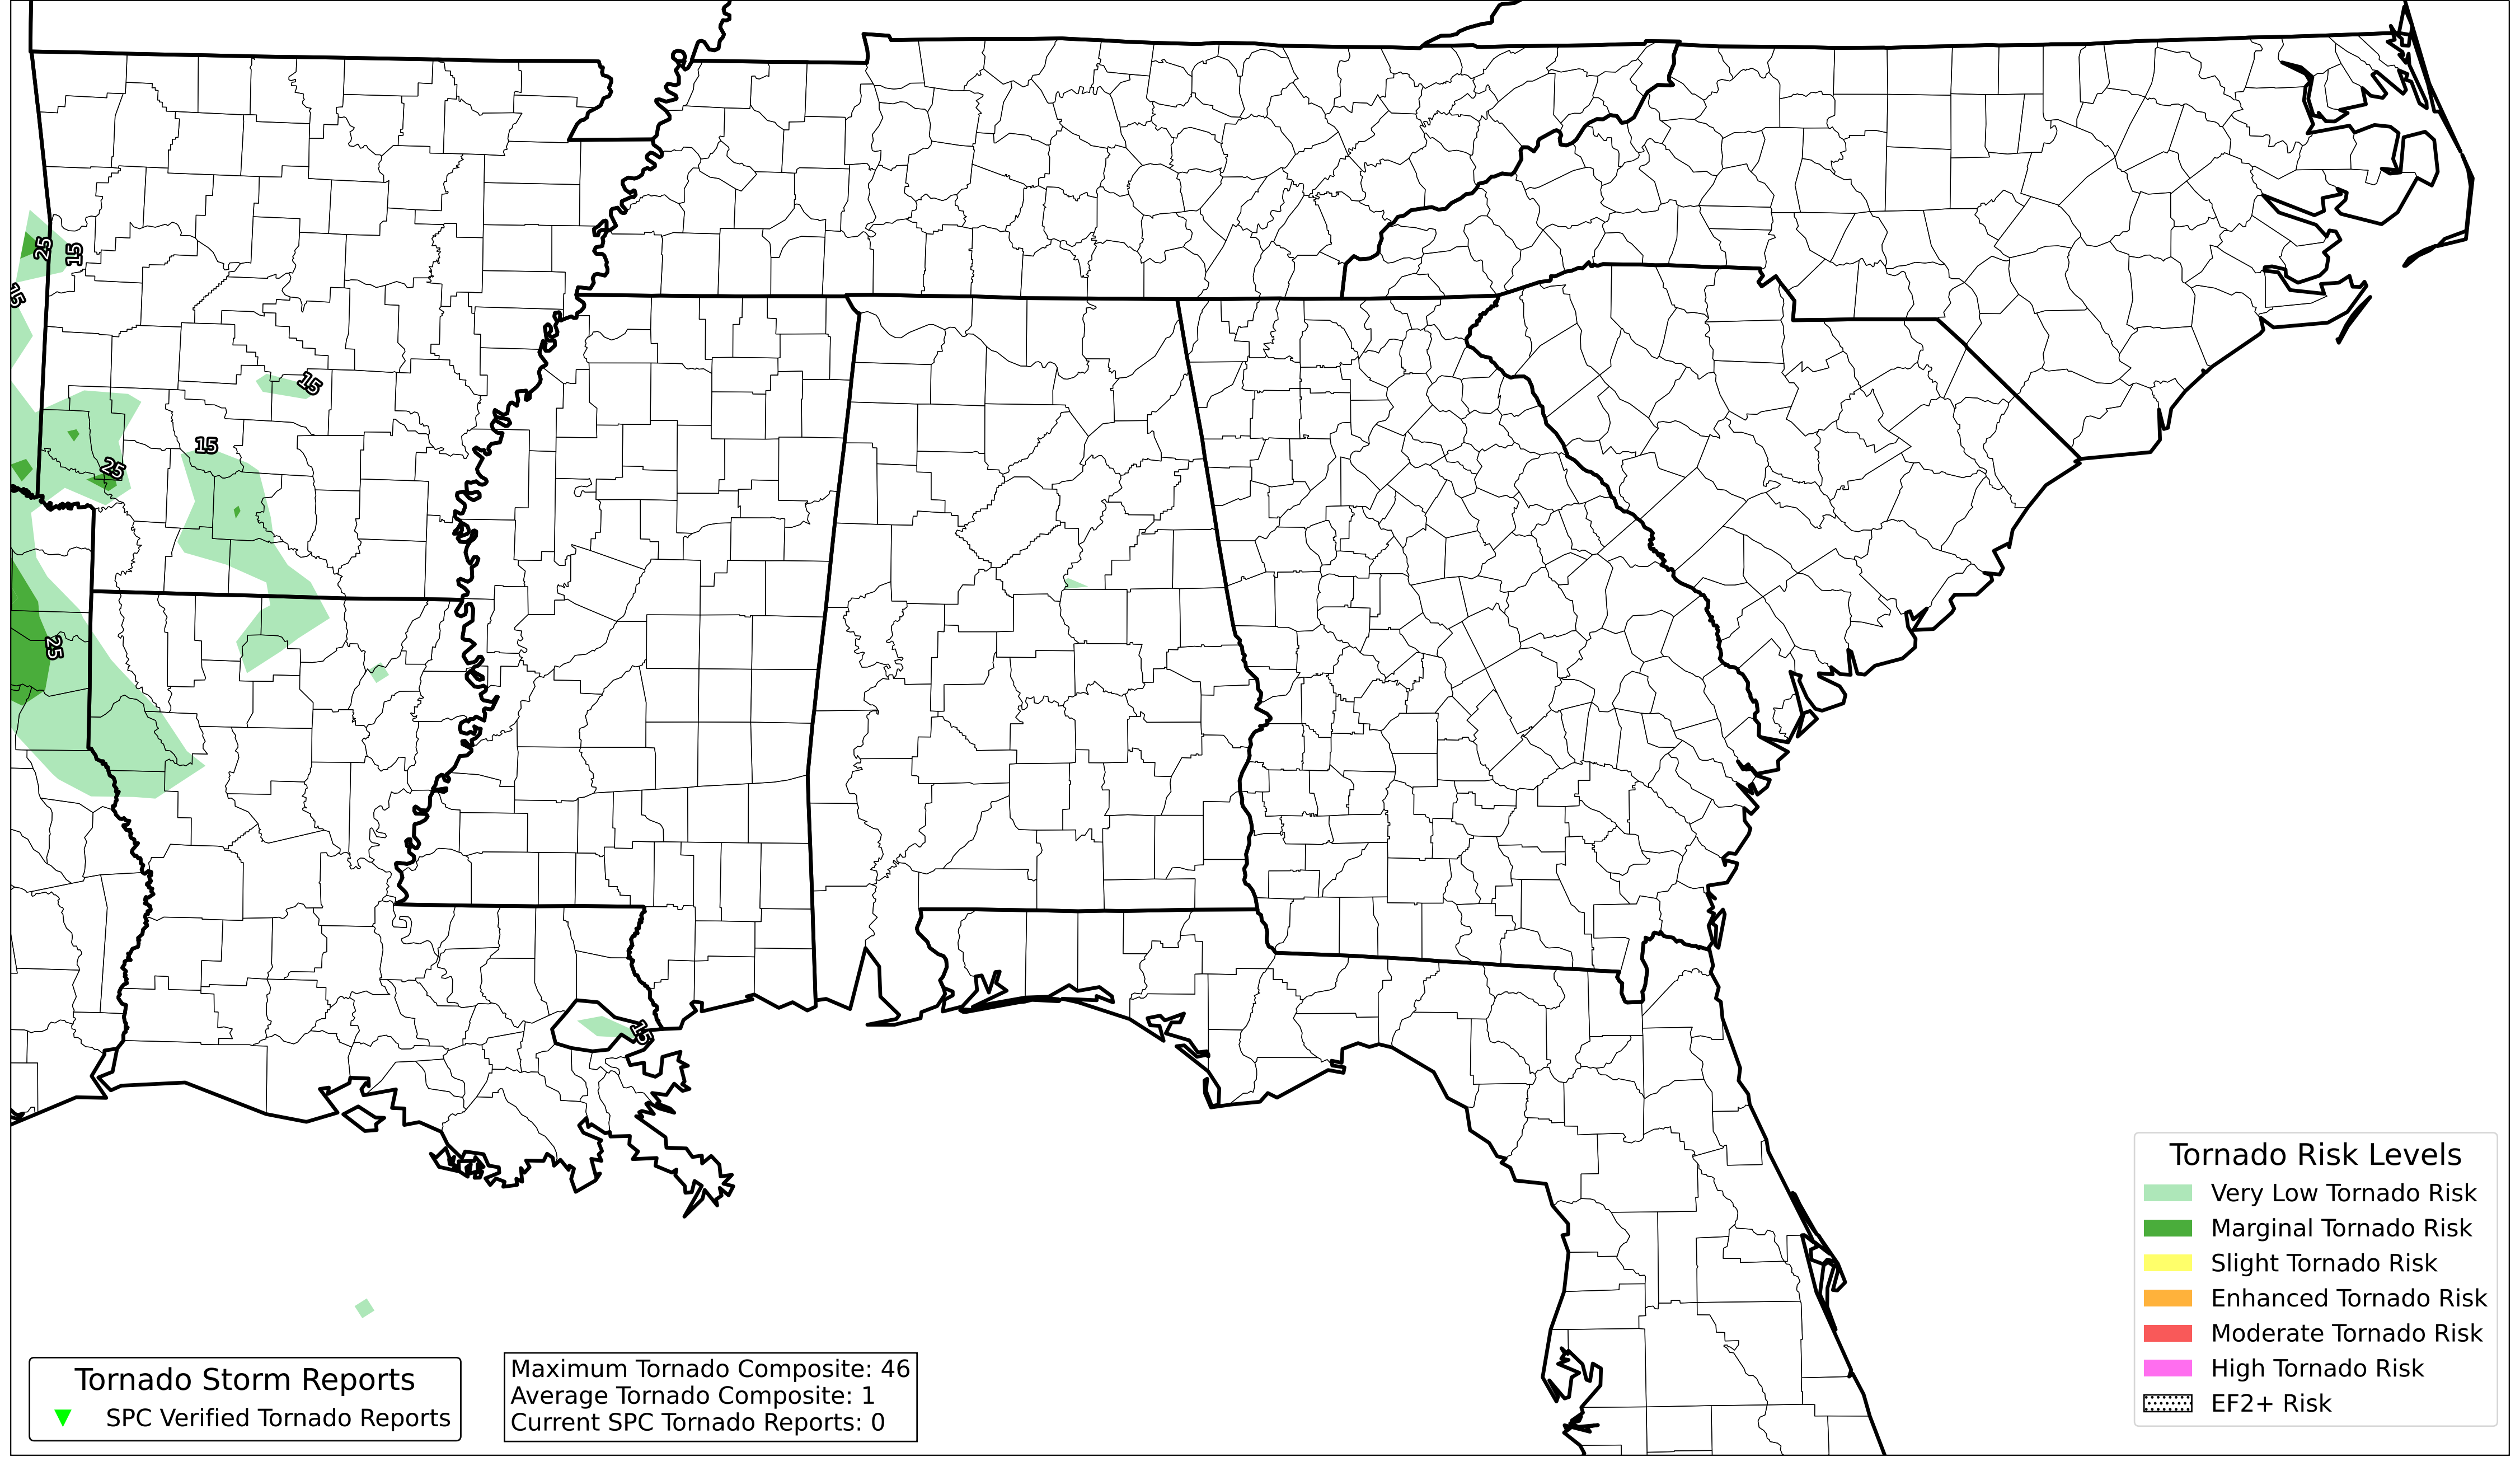 25
15
15
15
15
25
25
15
Tornado Risk Levels
Very Low Tornado Risk
Marginal Tornado Risk
Slight Tornado Risk
Enhanced Tornado Risk
Moderate Tornado Risk
High Tornado Risk
EF2+ Risk
Tornado Storm Reports
SPC Verified Tornado Reports
Maximum Tornado Composite: 46
Average Tornado Composite: 1
Current SPC Tornado Reports: 0